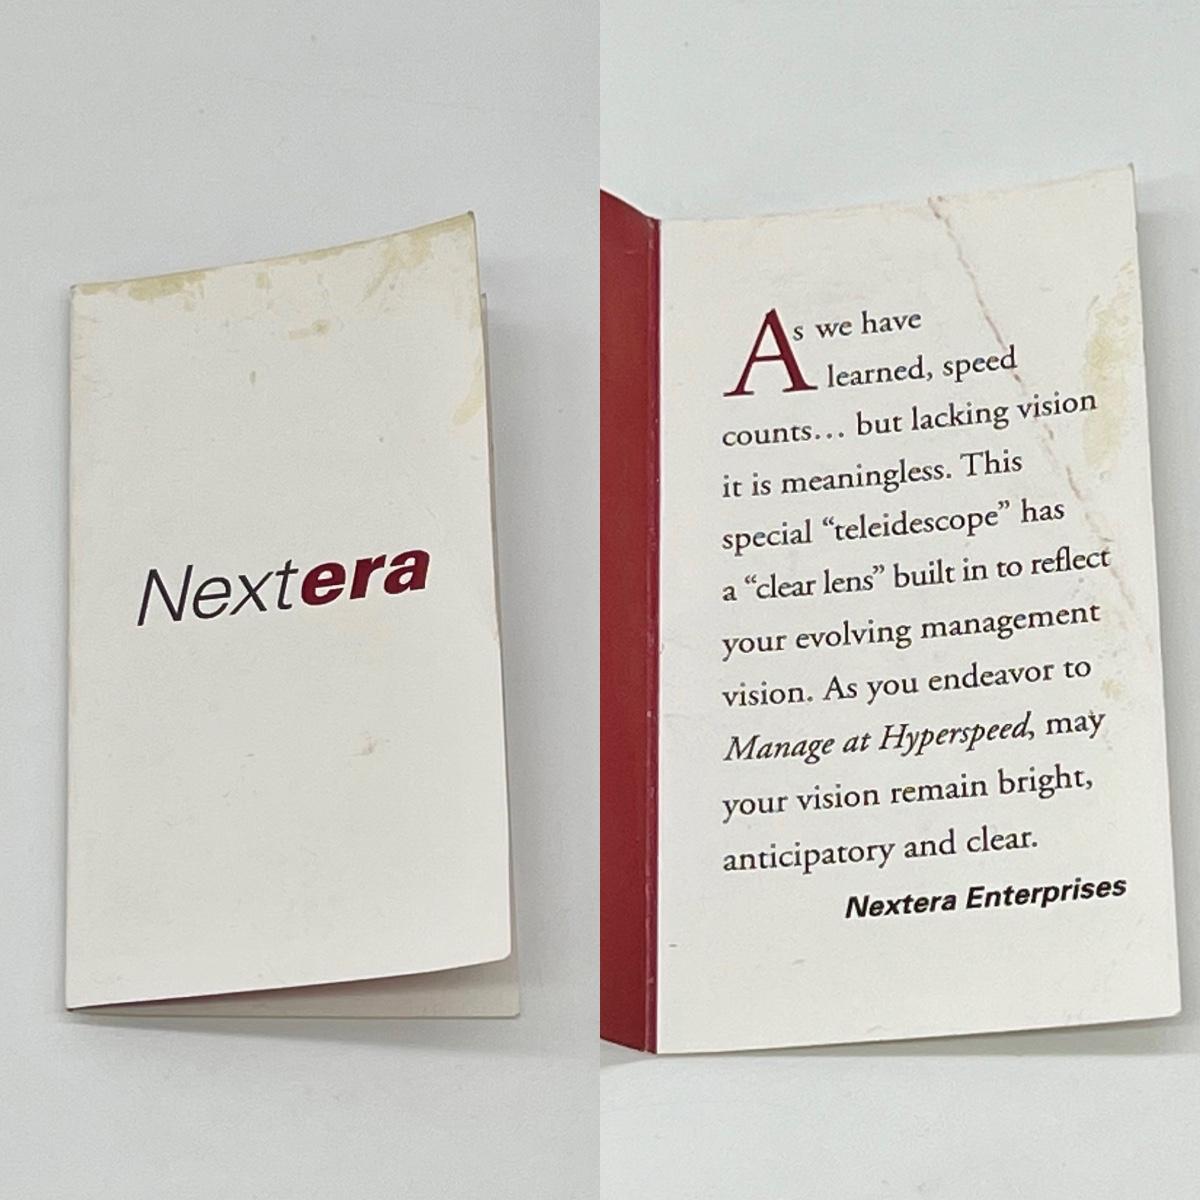 Nextera
As we have
learned, speed
counts... but lacking vision
it is meaningless. This
special “teleidescope” has
a “clear lens” built in to reflect
your evolving management
vision. As you endeavor to
Manage at Hyperspeed, may
your vision remain bright,
anticipatory and clear.
Nextera Enterprises